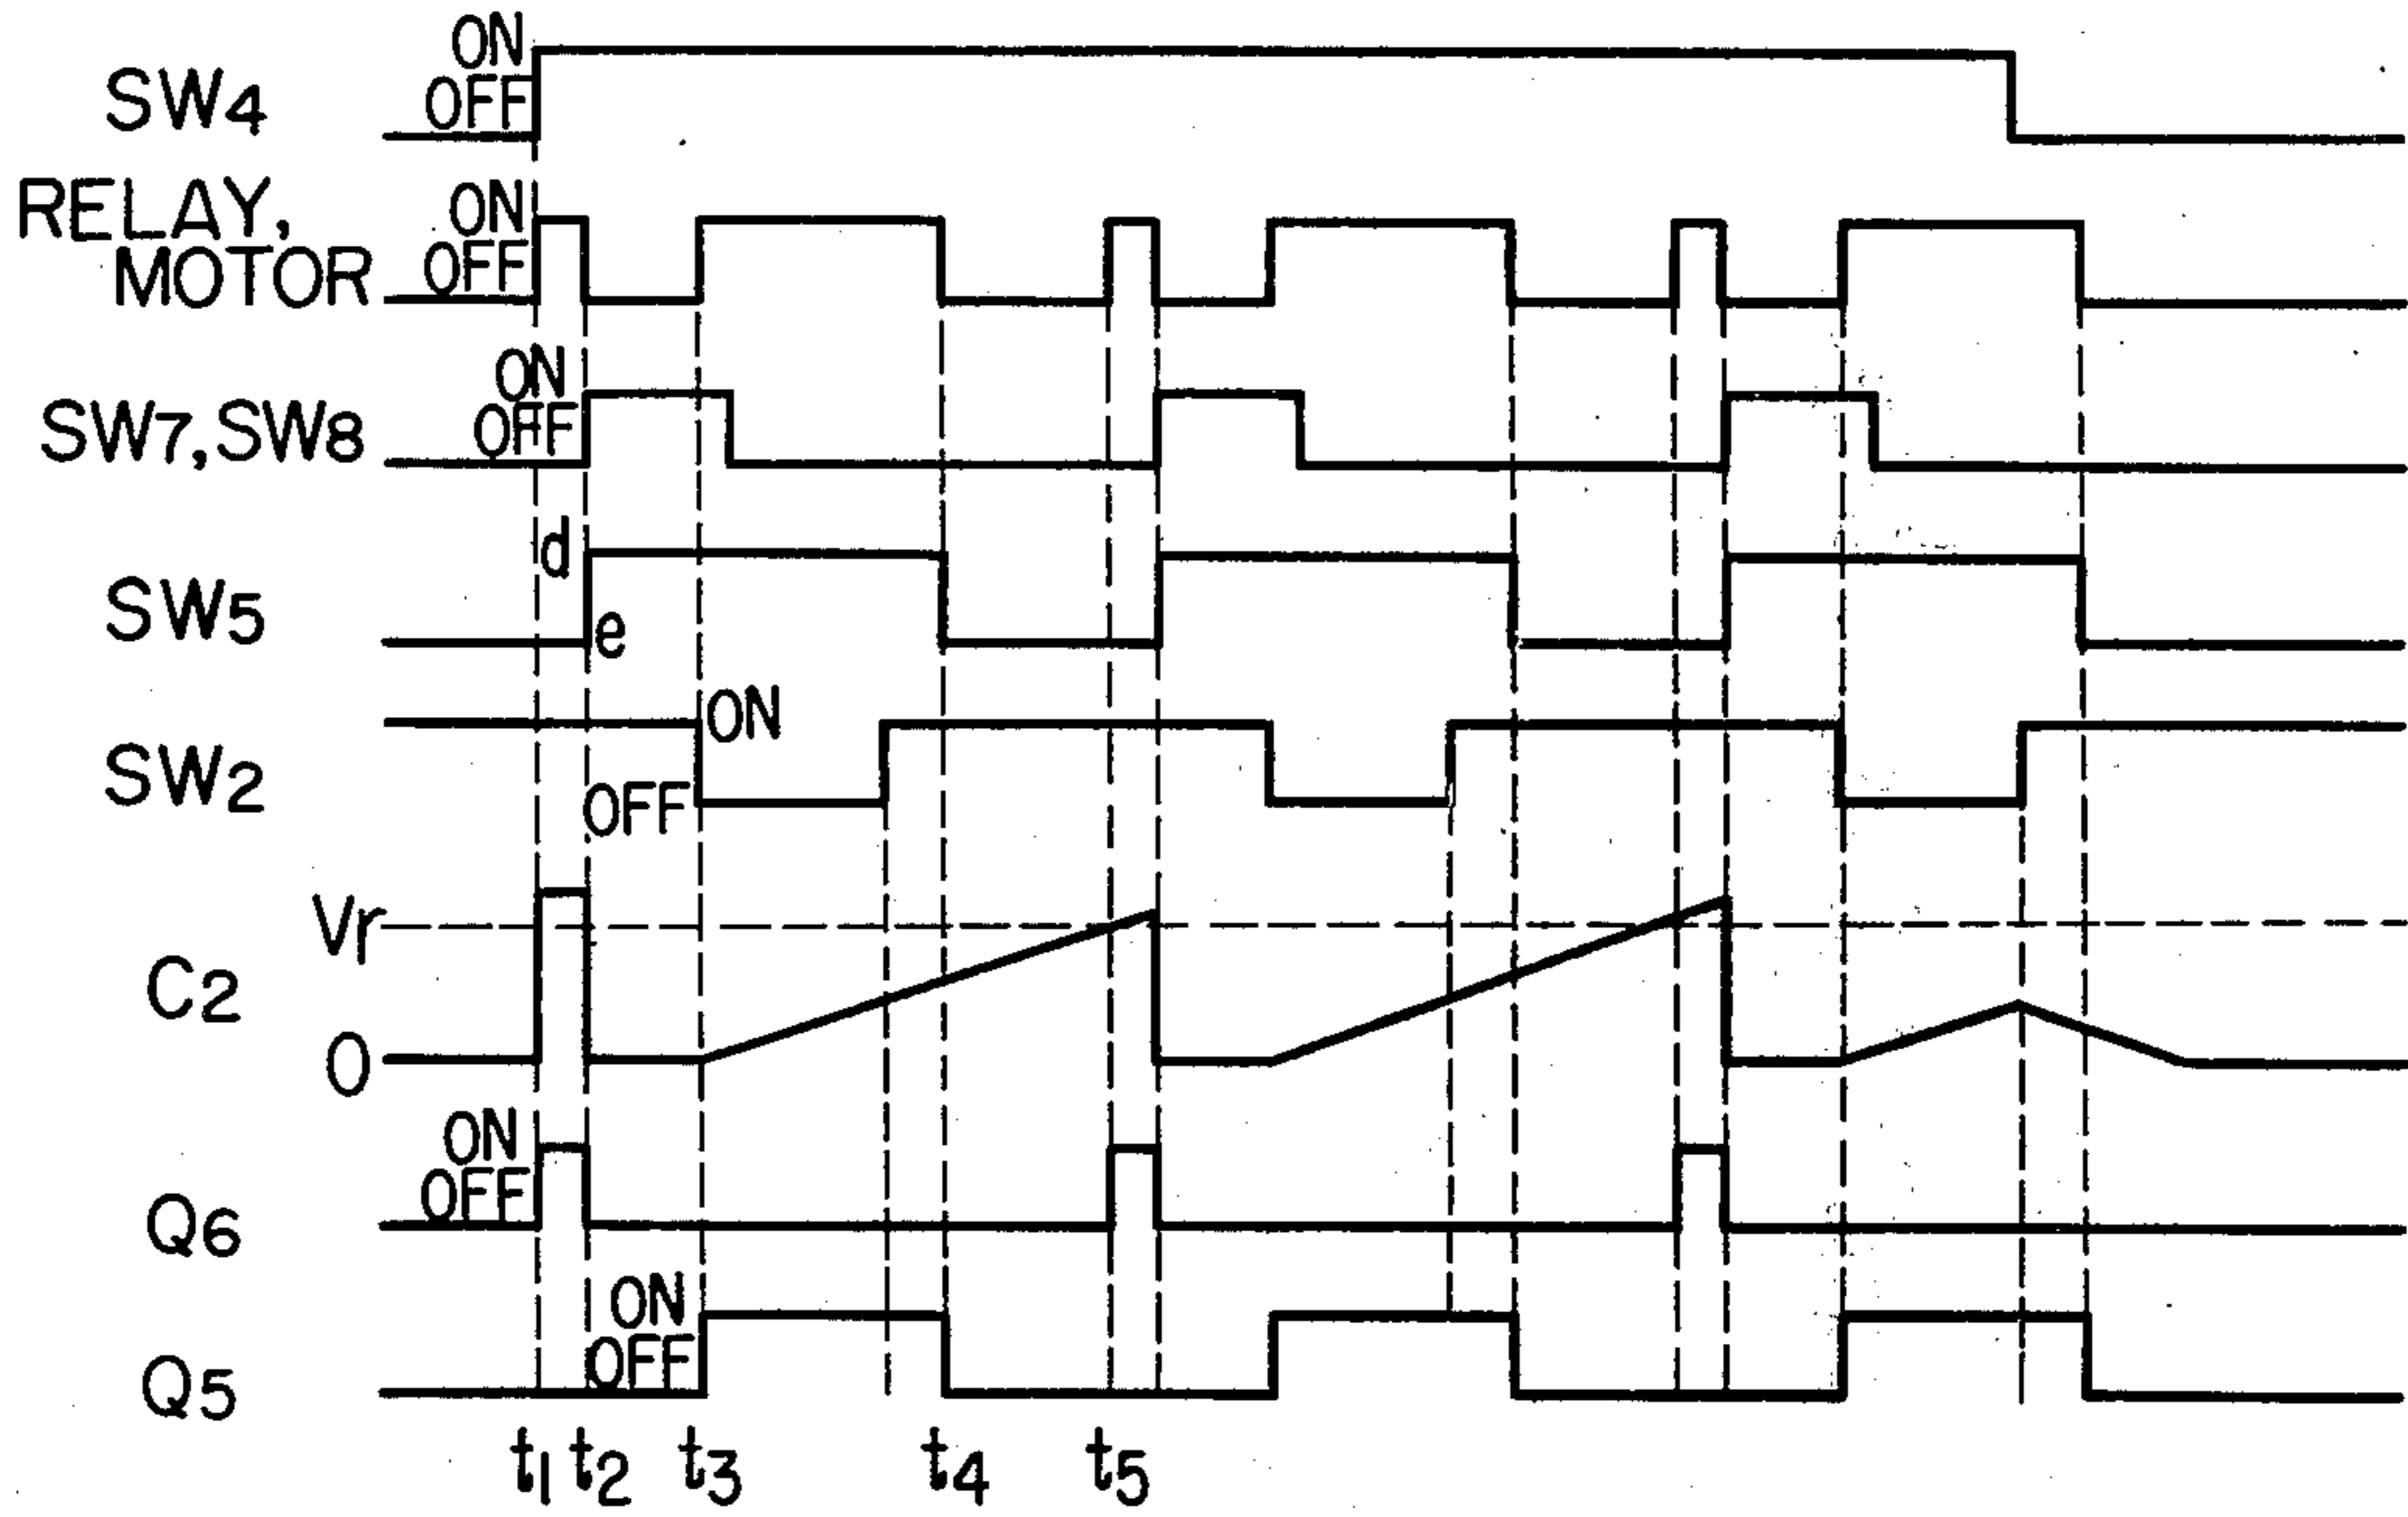 ON
SW4 OFF
RELAY, ON
MOTOR OFF
ON
SW7,SW8 OFF
d
SW5 e
ON
SW2 OFF
Vr
C2
0
ON
Q6 OFF
ON
Q5 OFF
t1 t2 t3 t4 t5